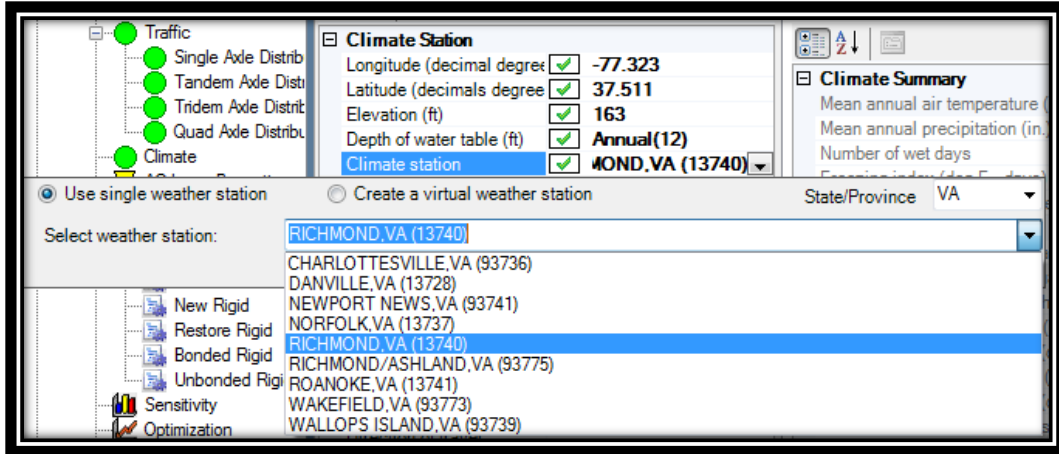 Traffic
Single Axle Distrib
Tandem Axle Distr
Tridem Axle Distrib
Quad Axle Distribu
Climate
Climate Station
Longitude (decimal degree -77.323
Latitude (decimals degree 37.511
Elevation (ft) 163
Depth of water table (ft) Annual(12)
Climate station MOND,VA (13740)
Climate Summary
Mean annual air temperature (
Mean annual precipitation (in.)
Number of wet days
Use single weather station Create a virtual weather station State/Province VA
Select weather station: RICHMOND,VA (13740)
CHARLOTTESVILLE,VA (93736)
DANVILLE,VA (13728)
NEWPORT NEWS,VA (93741)
NORFOLK,VA (13737)
RICHMOND,VA (13740)
RICHMOND/ASHLAND,VA (93775)
ROANOKE,VA (13741)
WAKEFIELD,VA (93773)
WALLOPS ISLAND,VA (93739)
New Rigid
Restore Rigid
Bonded Rigid
Unbonded Rigi
Sensitivity
Optimization